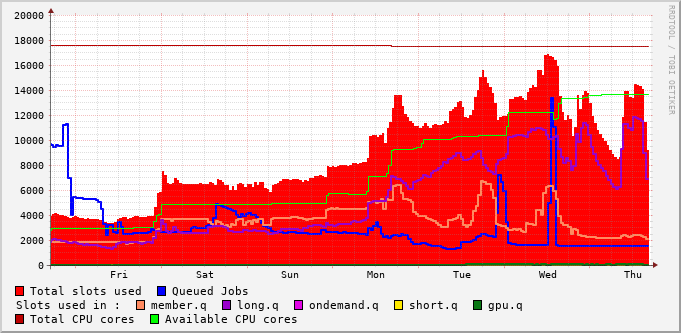 RRDTOOL / TOBI OETIKER
20000
18000
16000
14000
12000
10000
8000
6000
4000
2000
0
Fri Sat Sun Mon Tue Wed Thu
Total slots used Queued Jobs
Slots used in : member.q long.q ondemand.q short.q gpu.q
Total CPU cores Available CPU cores